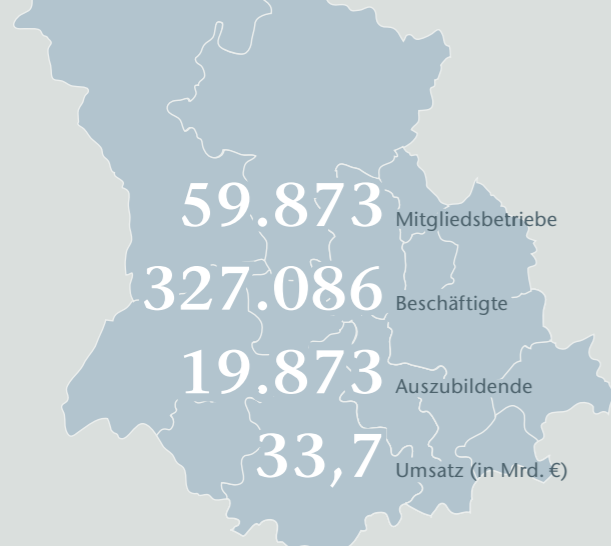 59.873 Mitgliedsbetriebe
327.086 Beschäftigte
19.873 Auszubildende
33,7 Umsatz (in Mrd. €)